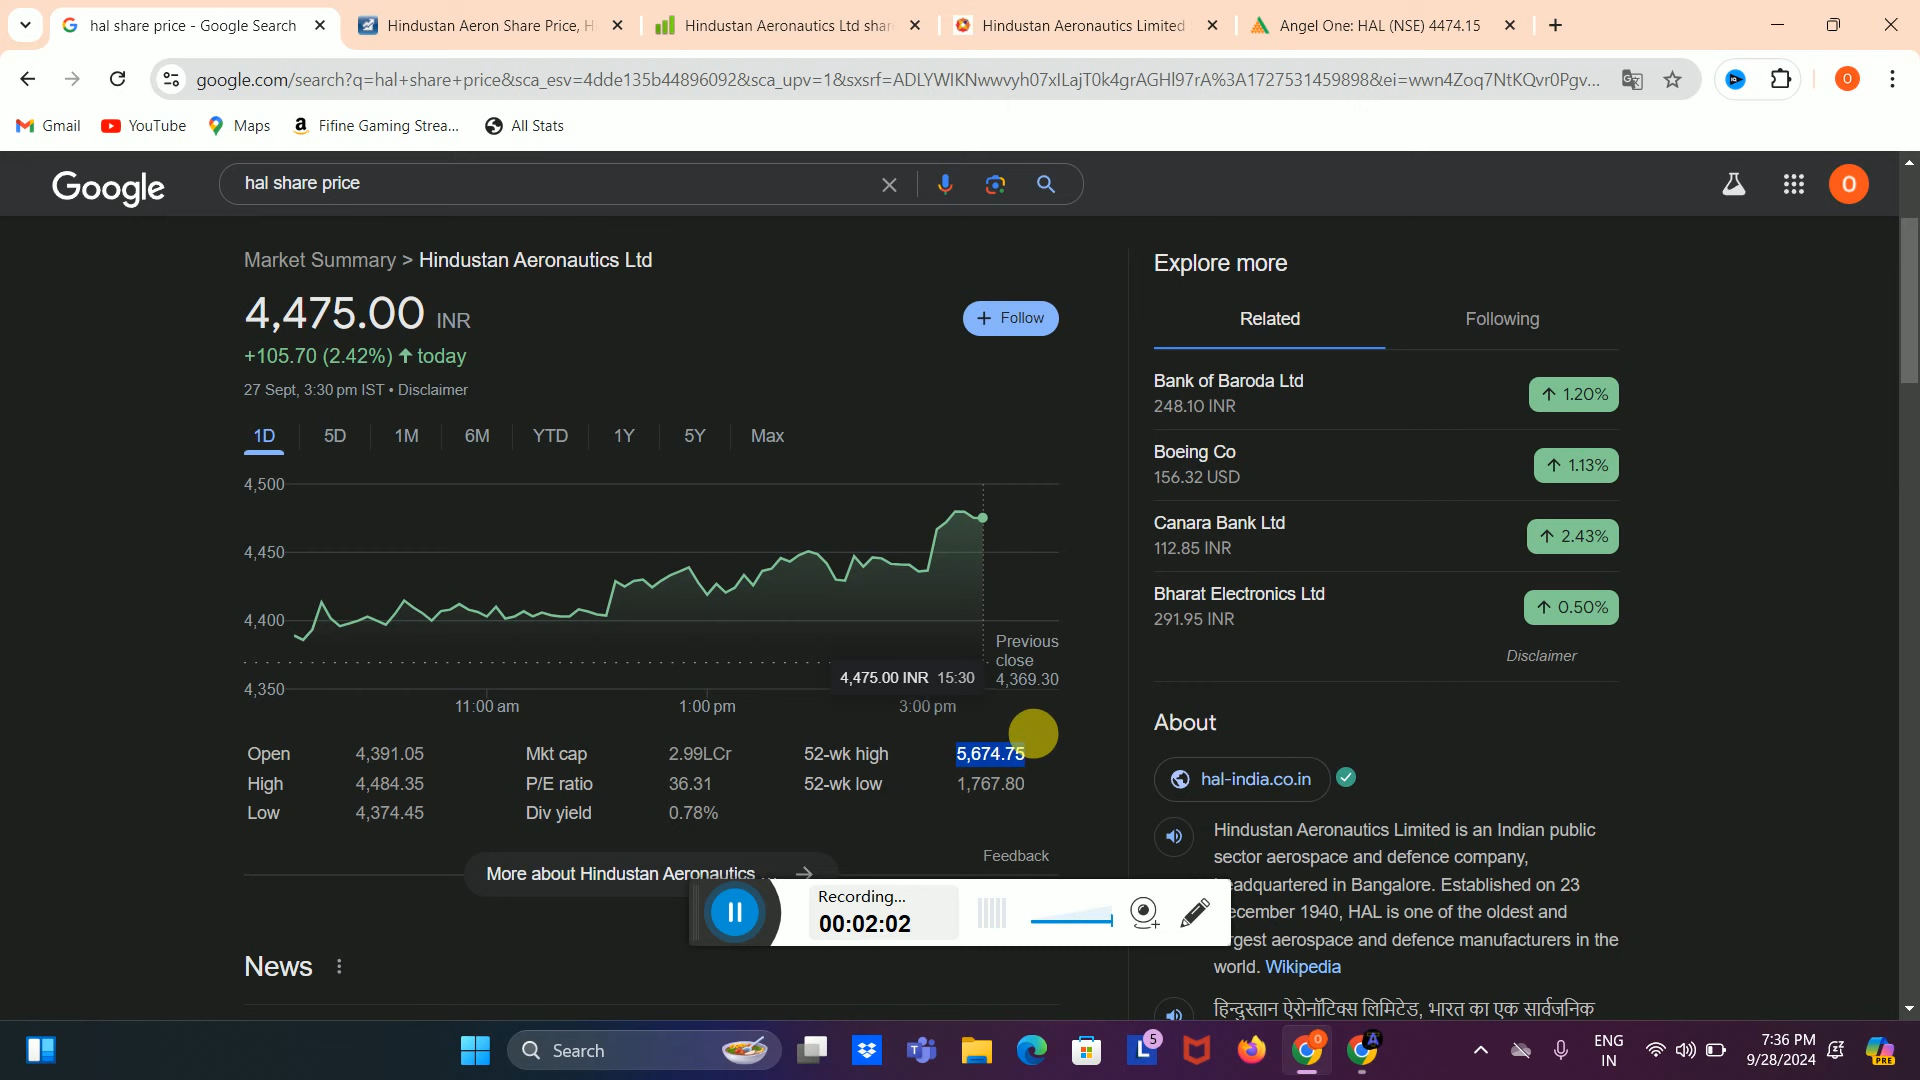 hal share price - Google Search
Hindustan Aeron Share Price, H
Hindustan Aeronautics Ltd shar
Hindustan Aeronautics Limited
Angel One: HAL (NSE) 4474.15
google.com/search?q=hal+share+price&sca_esv=4dde135b44896092&sca_upv=1&sxsrf=ADLYWIKNwwvyh07xILajT0k4grAGHl97rA%3A1727531459898&ei=wwn4Zoq7NtKQvr0Pgv...
O
Gmail
YouTube
Maps
Fifine Gaming Strea...
All Stats
Google
hal share price
O
Market Summary > Hindustan Aeronautics Ltd
4,475.00 INR
+ Follow
+105.70 (2.42%) today
27 Sept, 3:30 pm IST • Disclaimer
1D 5D 1M 6M YTD 1Y 5Y Max
4,500
4,450
4,400
4,350
Previous
close
4,369.30
4,475.00 INR 15:30
11:00 am 1:00 pm 3:00 pm
Open 4,391.05 Mkt cap 2.99LCr 52-wk high 5,674.75
High 4,484.35 P/E ratio 36.31 52-wk low 1,767.80
Low 4,374.45 Div yield 0.78%
Feedback
More about Hindustan Aeronautics ...
News
Explore more
Related Following
Bank of Baroda Ltd
248.10 INR
1.20%
Boeing Co
156.32 USD
1.13%
Canara Bank Ltd
112.85 INR
2.43%
Bharat Electronics Ltd
291.95 INR
0.50%
Disclaimer
About
hal-india.co.in
Hindustan Aeronautics Limited is an Indian public
sector aerospace and defence company,
eadquartered in Bangalore. Established on 23
ecember 1940, HAL is one of the oldest and
rgest aerospace and defence manufacturers in the
world. Wikipedia
हिन्दुस्तान ऐरोनॉटिक्स लिमिटेड, भारत का एक सार्वजनिक
Recording...
00:02:02
Search
5
ENG
IN
7:36 PM
9/28/2024
PRE